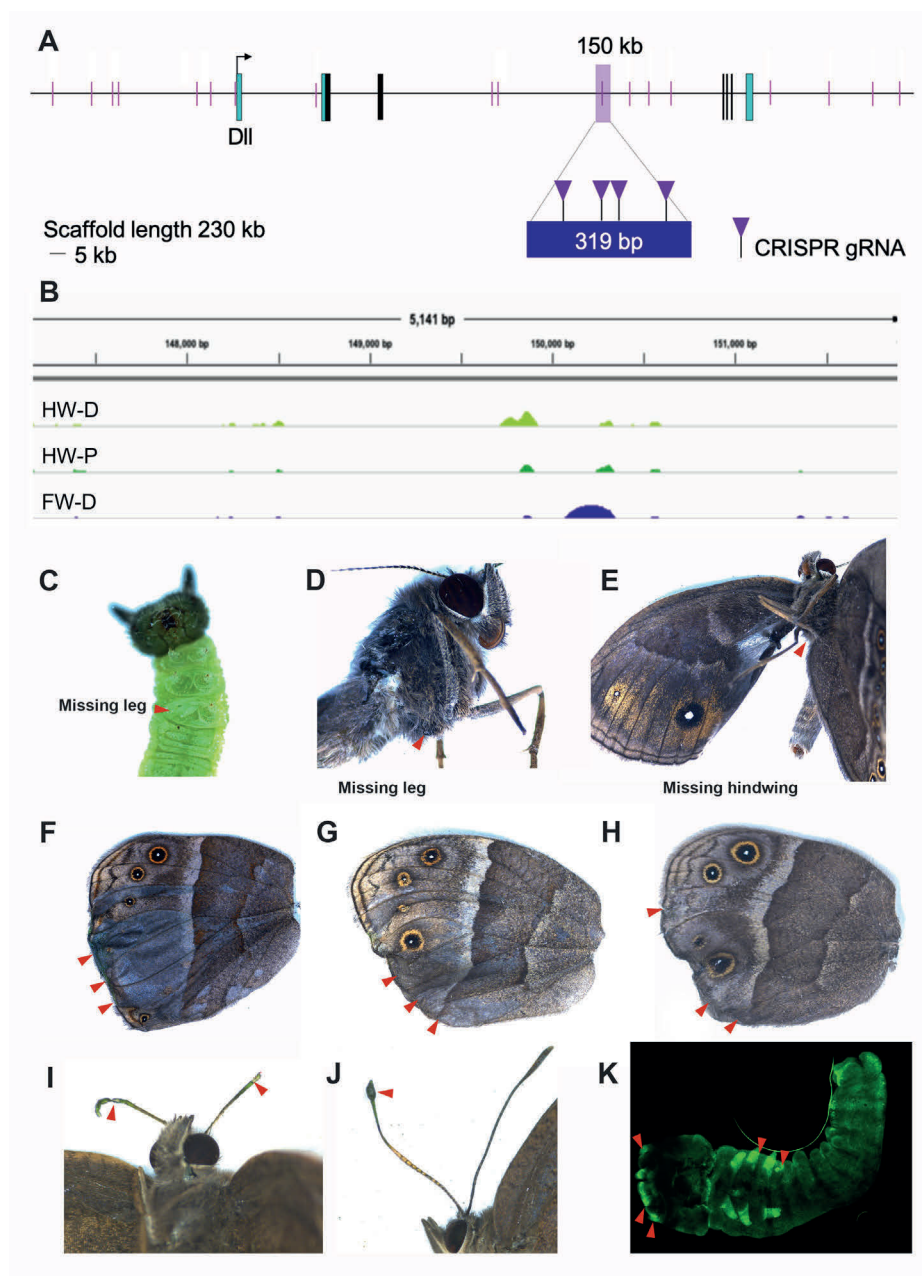 A
150 kb
Dll
319 bp
Scaffold length 230 kb
5 kb
CRISPR gRNA
B
5,141 bp
148,000 bp 149,000 bp 150,000 bp 151,000 bp
HW-D
HW-P
FW-D
C
D
E
Missing leg
Missing leg
Missing hindwing
F
G
H
I
J
K